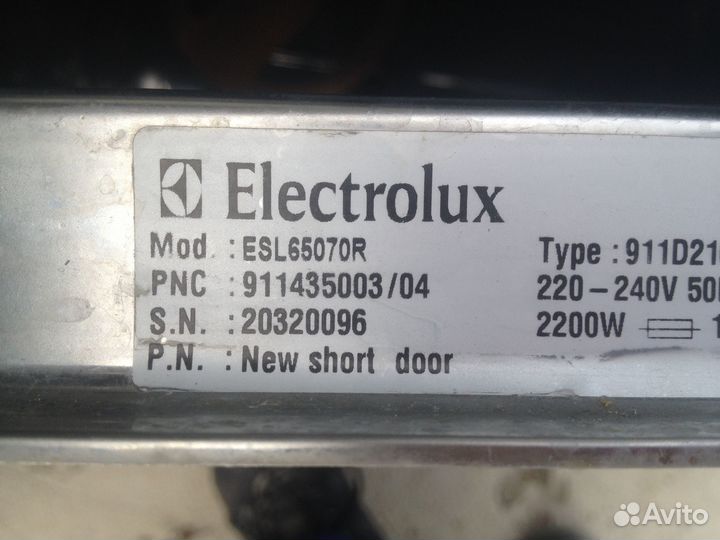 Electrolux
Mod. : ESL65070R
PNC : 911435003/04
S.N. : 20320096
P.N. : New short door
Type : 911D21
220-240V 50
2200W
Avito